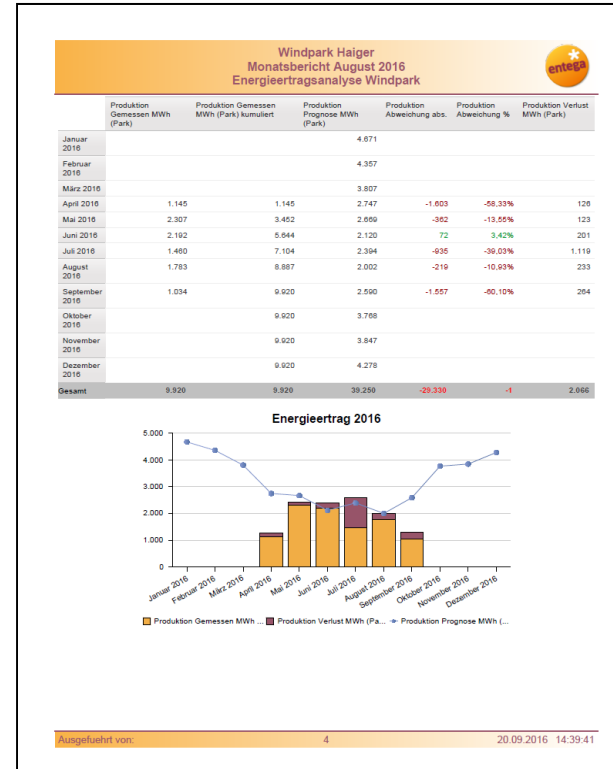 Windpark Haiger
Monatsbericht August 2016
Energieertragsanalyse Windpark
entega
Produktion Gemessen MWh (Park) Produktion Gemessen MWh (Park) kumuliert Produktion Prognose MWh (Park) Produktion Abweichung abs. Produktion Abweichung % Produktion Verlust MWh (Park)
Januar 2016 4.671
Februar 2016 4.357
März 2016 3.807
April 2016 1.145 1.145 2.747 -1.603 -58,33% 126
Mai 2016 2.307 3.452 2.669 -362 -13,55% 123
Juni 2016 2.192 5.644 2.120 72 3,42% 201
Juli 2016 1.460 7.104 2.394 -935 -39,03% 1.119
August 2016 1.783 8.887 2.002 -219 -10,93% 233
September 2016 1.034 9.920 2.590 -1.557 -60,10% 264
Oktober 2016 9.920 3.768
November 2016 9.920 3.847
Dezember 2016 9.920 4.278
Gesamt 9.920 9.920 39.250 -29.330 -1 2.066
Energieertrag 2016
5.000
4.000
3.000
2.000
1.000
0
Januar 2016 Februar 2016 März 2016 April 2016 Mai 2016 Juni 2016 Juli 2016 August 2016 September 2016 Oktober 2016 November 2016 Dezember 2016
Produktion Gemessen MWh ... Produktion Verlust MWh (Pa... Produktion Prognose MWh (...
Ausgefuehrt von: 4 20.09.2016 14:39:41